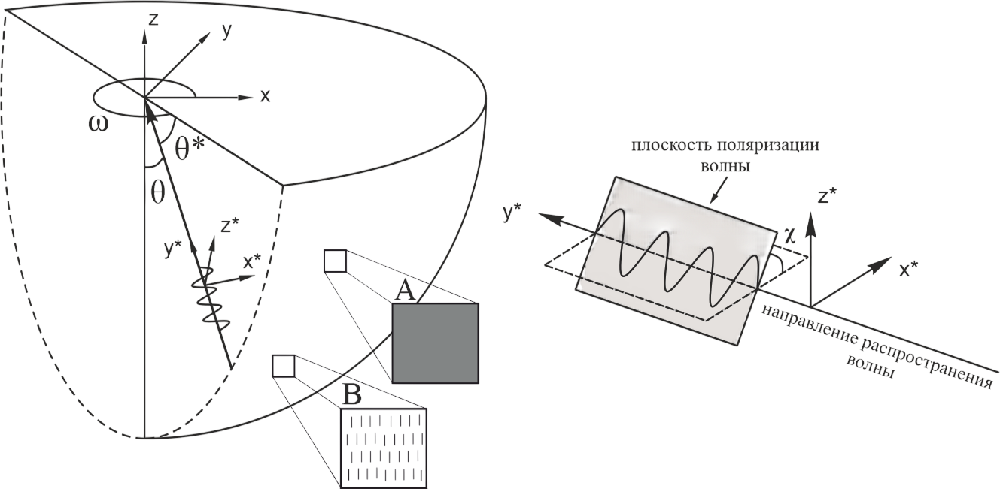 z
y
x
ω
θ*
θ
z*
y*
x*
A
B
плоскость поляризации
волны
z*
y*
χ
x*
направление распространения
волны